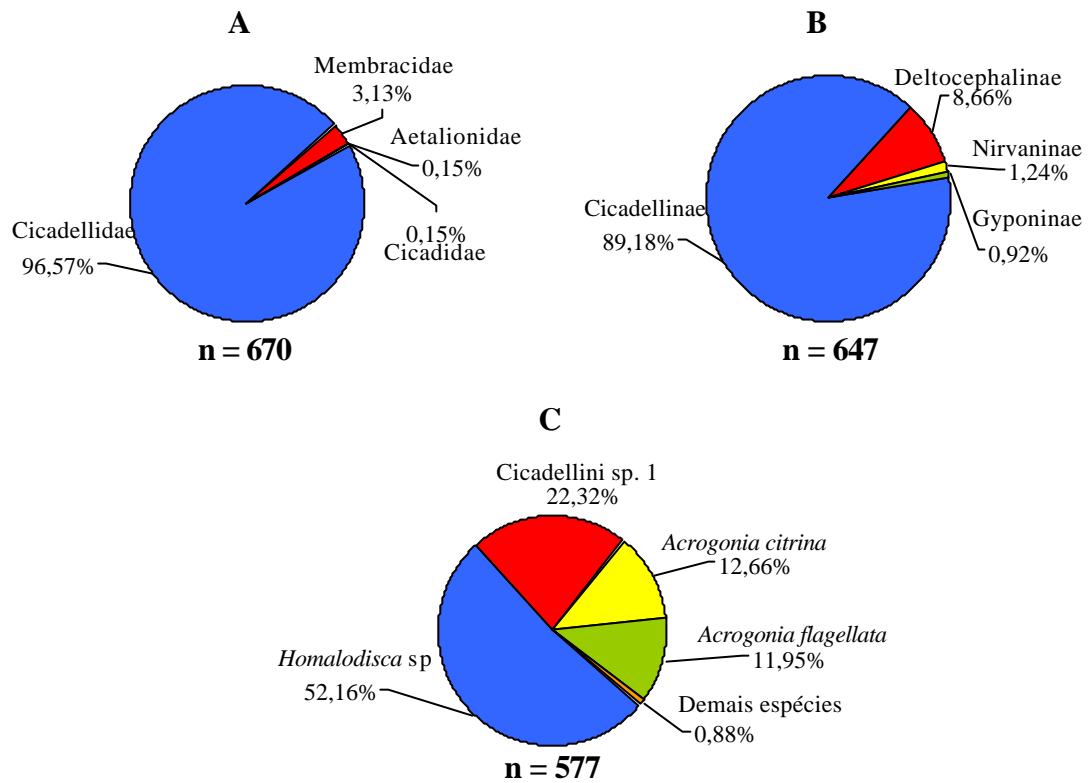 A
Membracidae
3,13%
Aetalionidae
0,15%
0,15%
Cicadidae
Cicadellidae
96,57%
n = 670
B
Deltocephalinae
8,66%
Nirvaninae
1,24%
Gyponinae
0,92%
Cicadellinae
89,18%
n = 647
C
Cicadellini sp. 1
22,32%
Acrogonia citrina
12,66%
Acrogonia flagellata
11,95%
Demais espécies
0,88%
Homalodisca sp
52,16%
n = 577